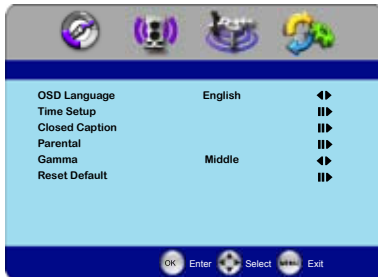 OSD Language English
Time Setup
Closed Caption
Parental
Gamma Middle
Reset Default
OK Enter Select MENU Exit